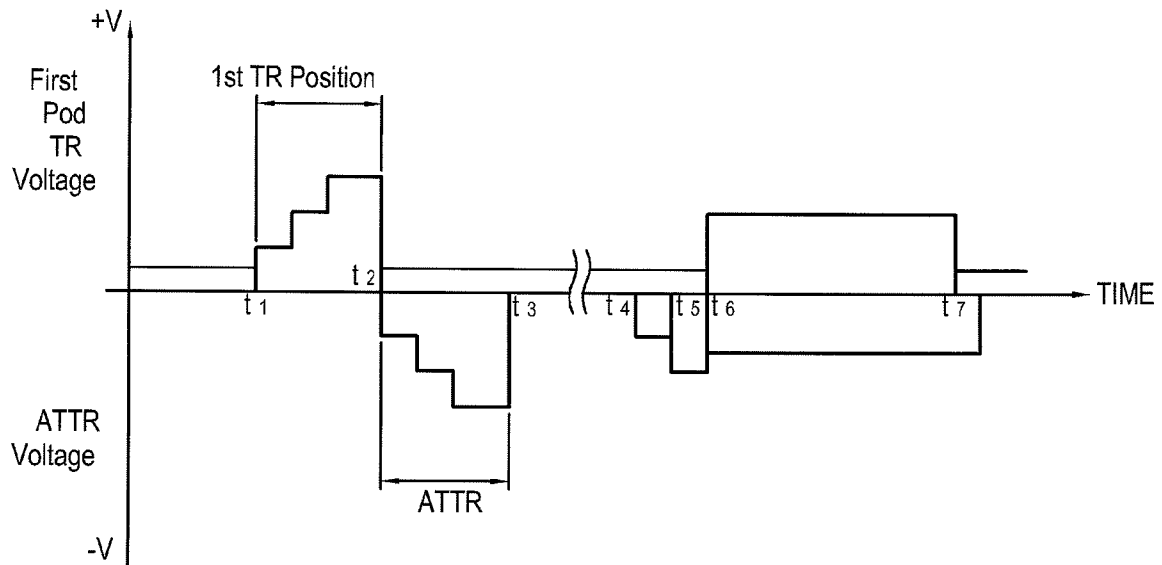 +V
First
Pod
TR
Voltage
1st TR Position
t1
t2
t3
t4
t5
t6
t7
TIME
ATTR
Voltage
ATTR
-V